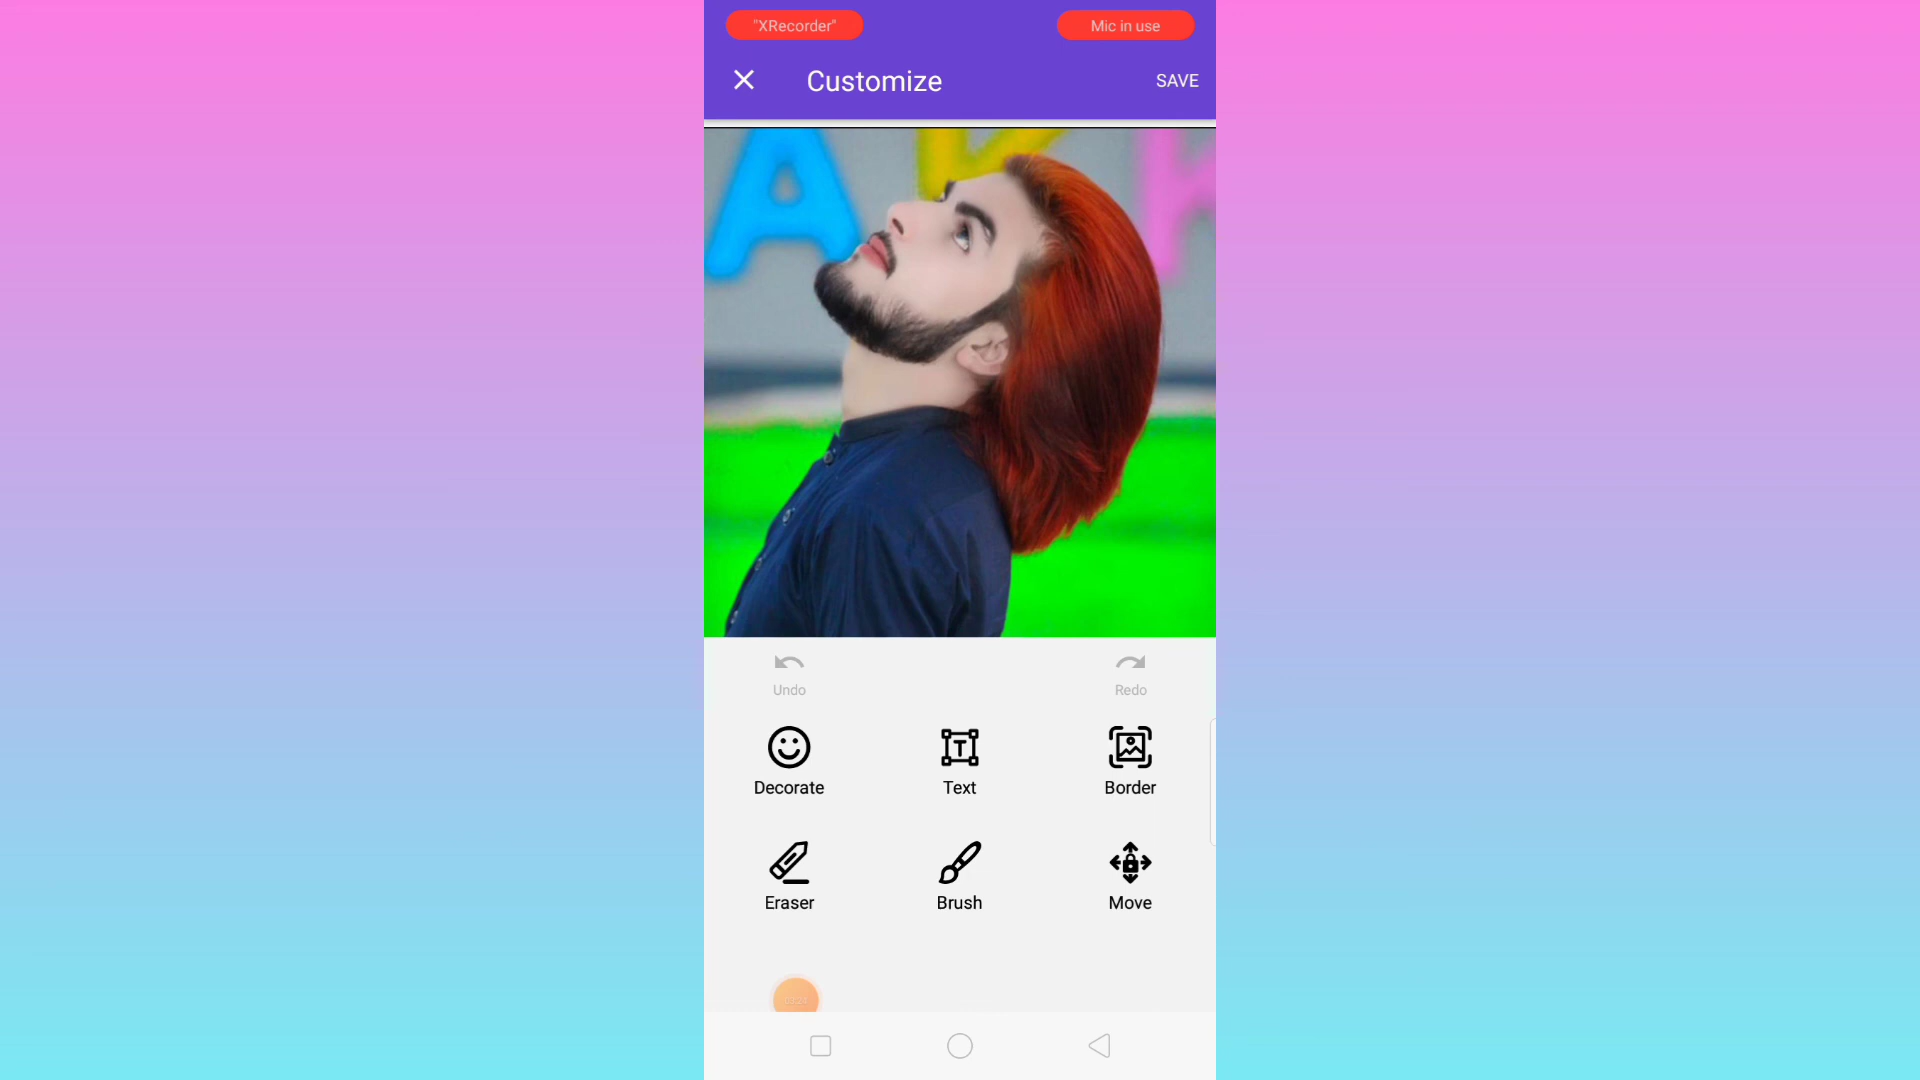 "XRecorder"
Mic in use
Customize
SAVE
A K K
Undo
Redo
Decorate
Text
Border
Eraser
Brush
Move